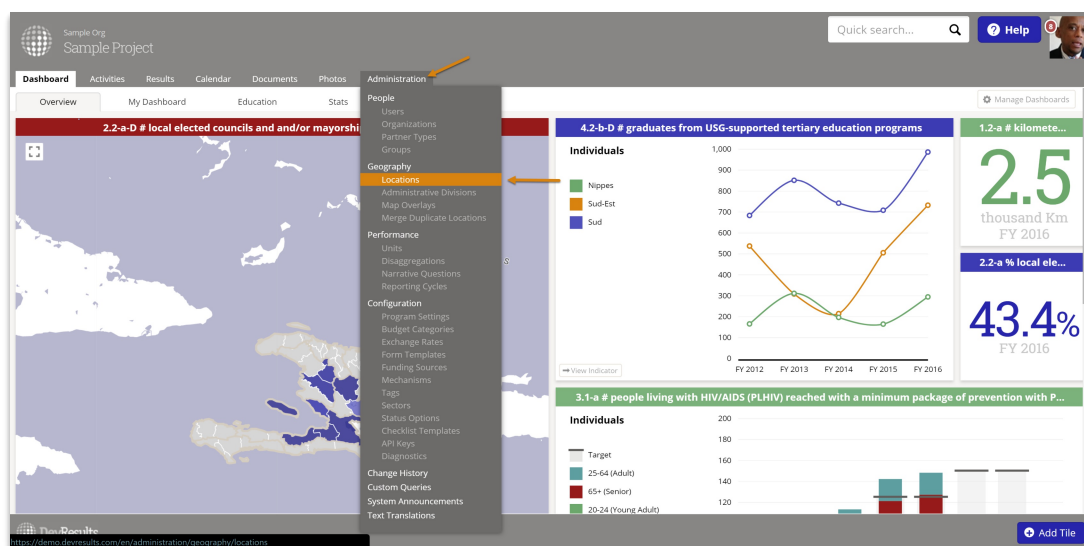 Sample Org
Sample Project
Quick search...
? Help
8
Dashboard Activities Results Calendar Documents Photos Administration
Overview My Dashboard Education Stats
Manage Dashboards
People
Users
Organizations
Partner Types
Groups
Geography
Locations
Administrative Divisions
Map Overlays
Merge Duplicate Locations
Performance
Units
Disaggregations
Narrative Questions
Reporting Cycles
Configuration
Program Settings
Budget Categories
Exchange Rates
Form Templates
Funding Sources
Mechanisms
Tags
Sectors
Status Options
Checklist Templates
API Keys
Diagnostics
Change History
Custom Queries
System Announcements
Text Translations
2.2-a-D # local elected councils and and/or
S
4.2-b-D # graduates from USG-supported tertiary education programs
Individuals
Nippes
Sud-Est
Sud
1,000
900
800
700
600
500
400
300
200
100
0
FY 2012 FY 2013 FY 2014 FY 2015 FY 2016
View Indicator
1.2-a # kilomete...
2.5
thousand Km
FY 2016
2.2-a % local ele...
43.4%
FY 2016
3.1-a # people living with HIV/AIDS (PLHIV) reached with a minimum package of prevention with P...
Individuals
Target
25-64 (Adult)
65+ (Senior)
20-24 (Young Adult)
200
180
160
140
120
DevResults
https://demo.devresults.com/en/administration/geography/locations
Add Tile